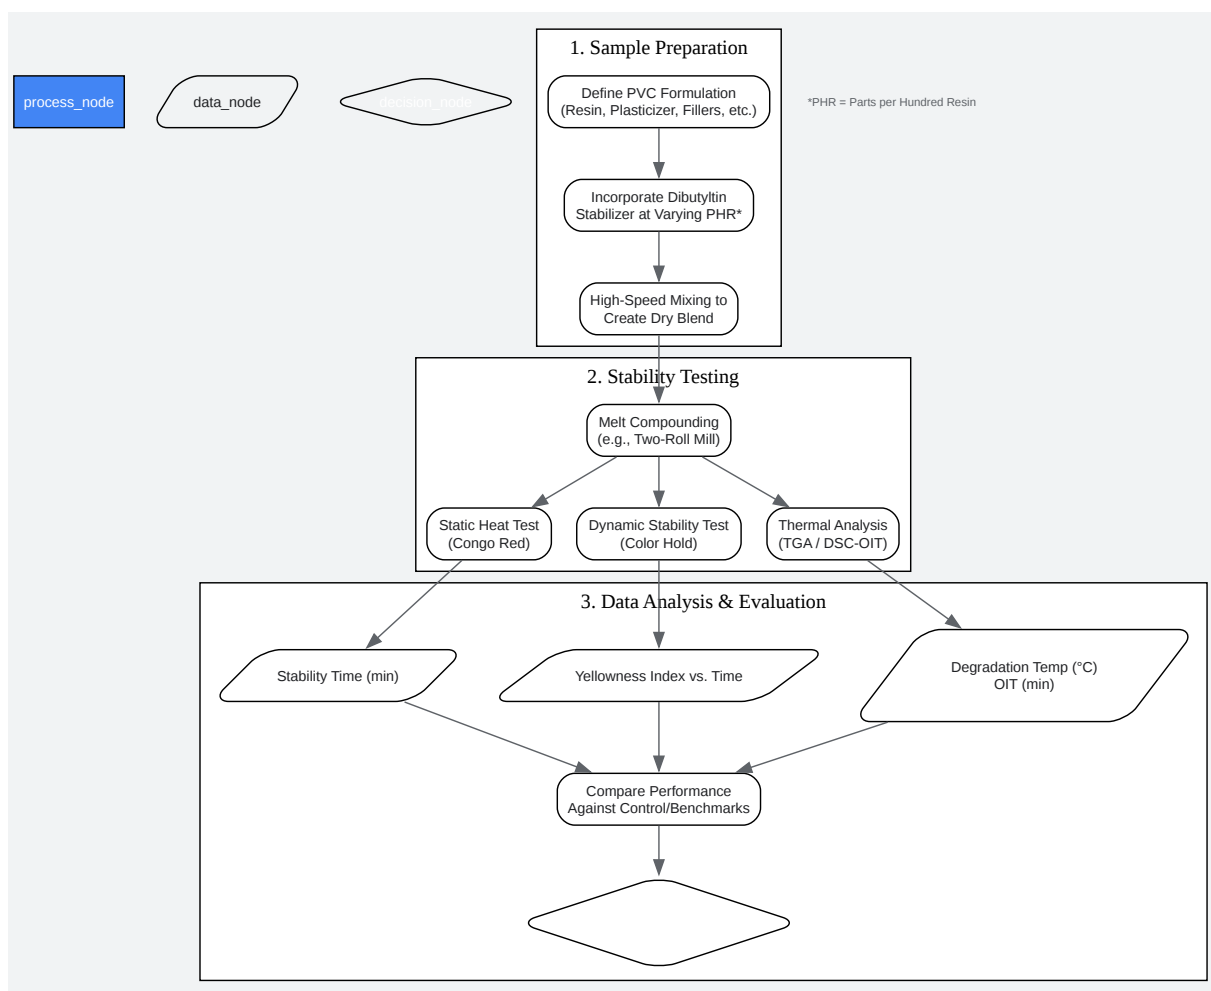 1. Sample Preparation
process_node
data_node
decision_node
Define PVC Formulation
(Resin, Plasticizer, Fillers, etc.)
*PHR = Parts per Hundred Resin
Incorporate Dibutyltin
Stabilizer at Varying PHR*
High-Speed Mixing to
Create Dry Blend
2. Stability Testing
Melt Compounding
(e.g., Two-Roll Mill)
Static Heat Test
(Congo Red)
Dynamic Stability Test
(Color Hold)
Thermal Analysis
(TGA / DSC-OIT)
3. Data Analysis & Evaluation
Stability Time (min)
Yellowness Index vs. Time
Degradation Temp (°C)
OIT (min)
Compare Performance
Against Control/Benchmarks